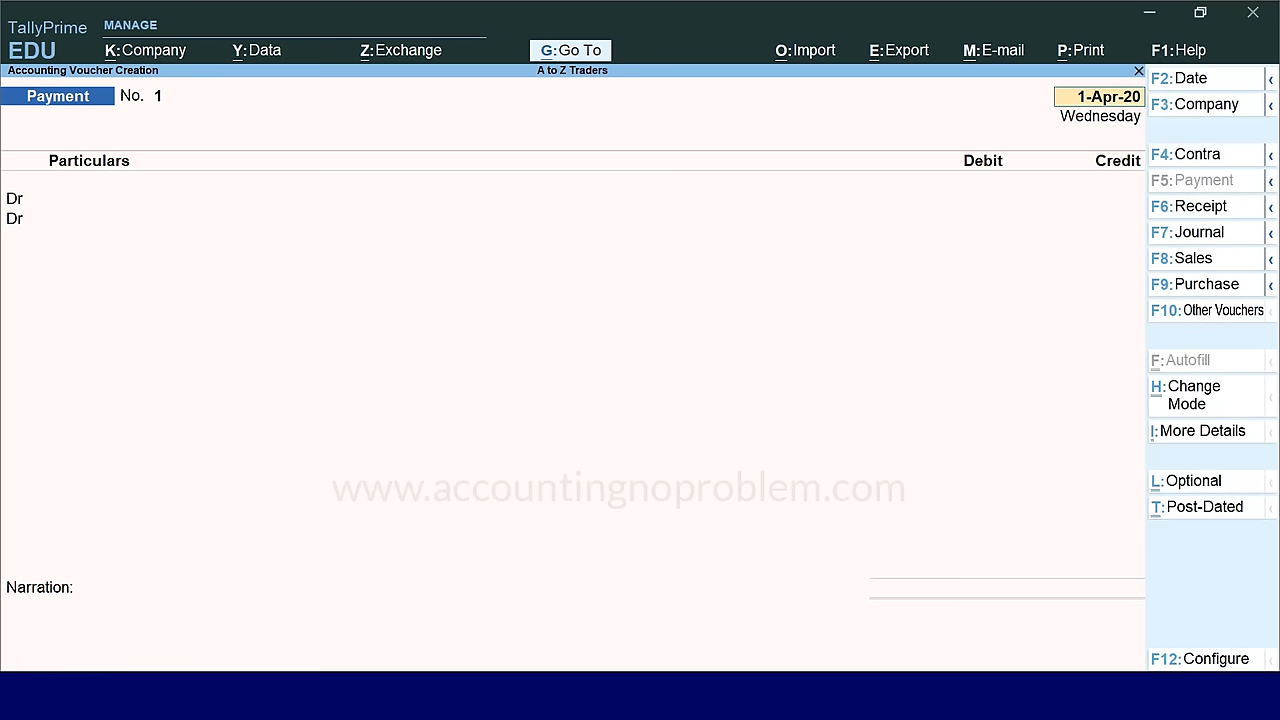 TallyPrime
EDU
MANAGE
K:Company Y:Data Z:Exchange G:Go To O:Import E:Export M:E-mail P:Print F1:Help
Accounting Voucher Creation A to Z Traders
Payment No. 1 1-Apr-20
Wednesday
Particulars Debit Credit
Dr
Dr
www.accountingnoproblem.com
Narration:
F2:Date
F3:Company
F4:Contra
F5:Payment
F6:Receipt
F7:Journal
F8:Sales
F9:Purchase
F10:Other Vouchers
F:Autofill
H:Change
Mode
I:More Details
L:Optional
T:Post-Dated
F12:Configure